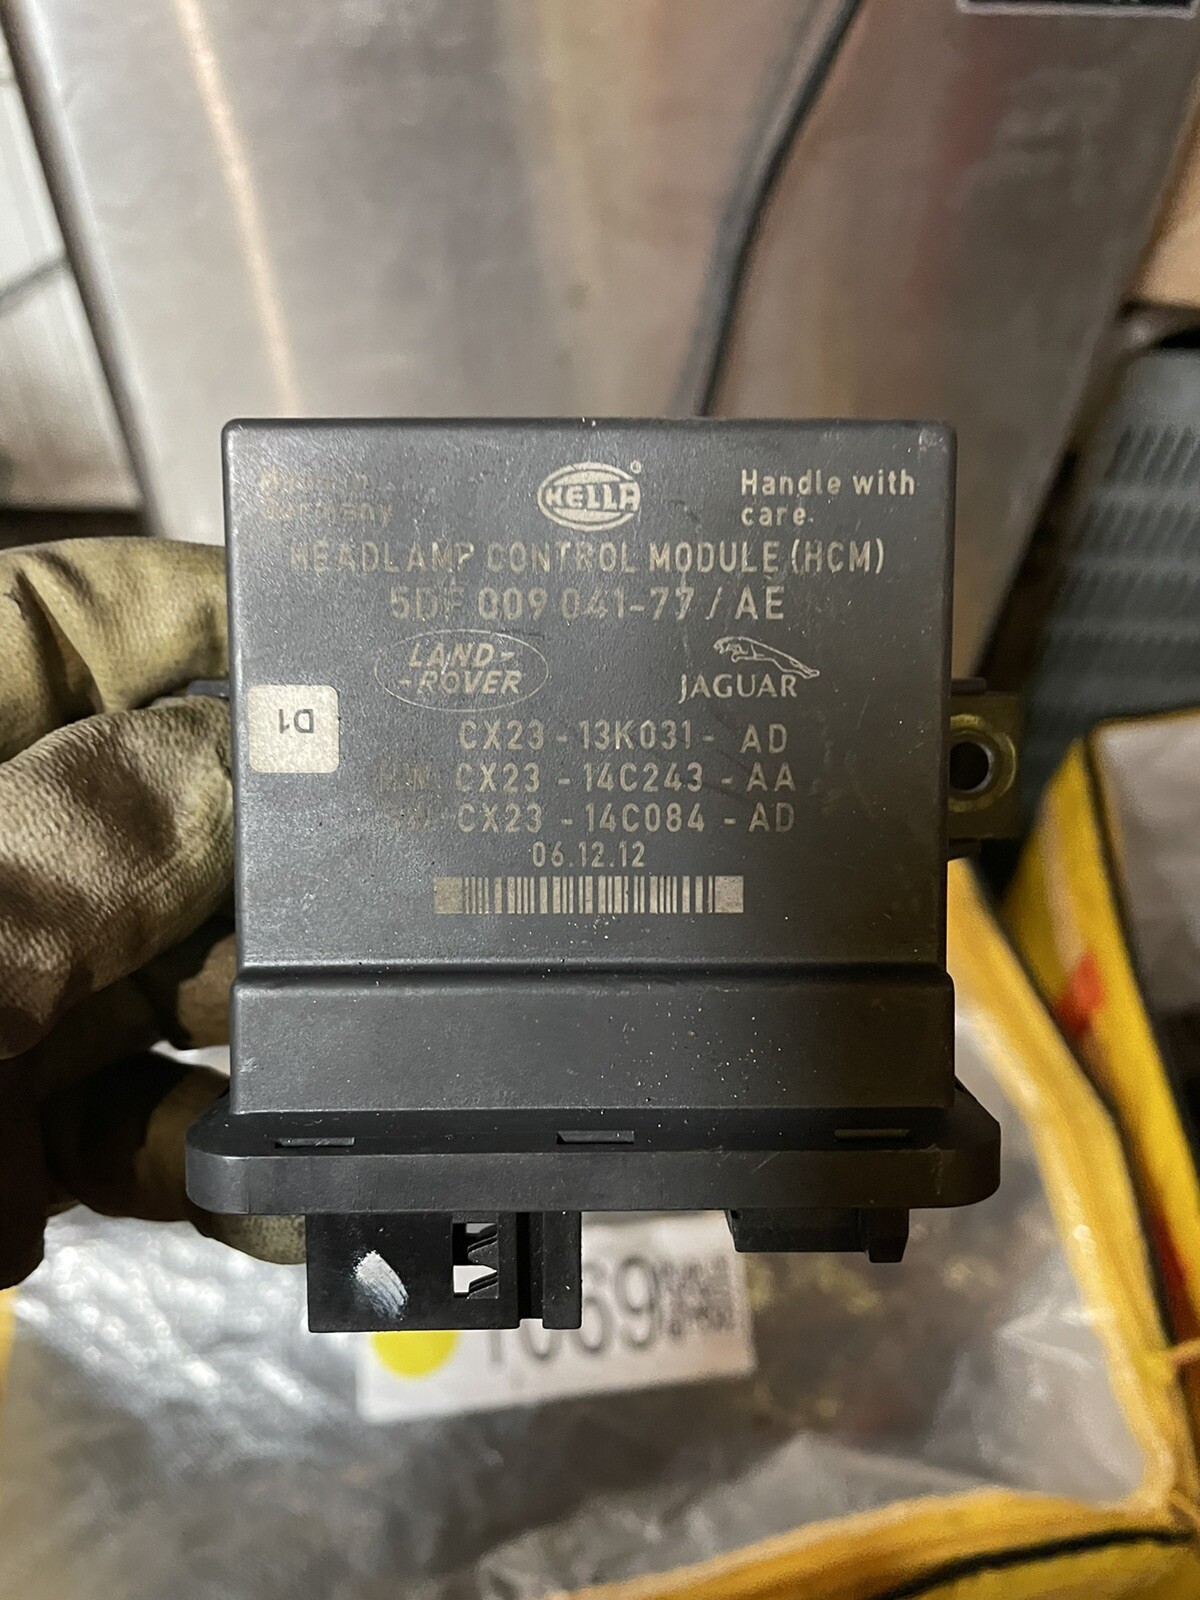 Made in
Germany
HELLA
Handle with
care.
HEADLAMP CONTROL MODULE (HCM)
5DF 009 041-77 / AE
LAND-
-ROVER
JAGUAR
D1
CX23 - 13K031 - AD
CX23 - 14C243 - AA
CX23 - 14C084 - AD
06.12.12